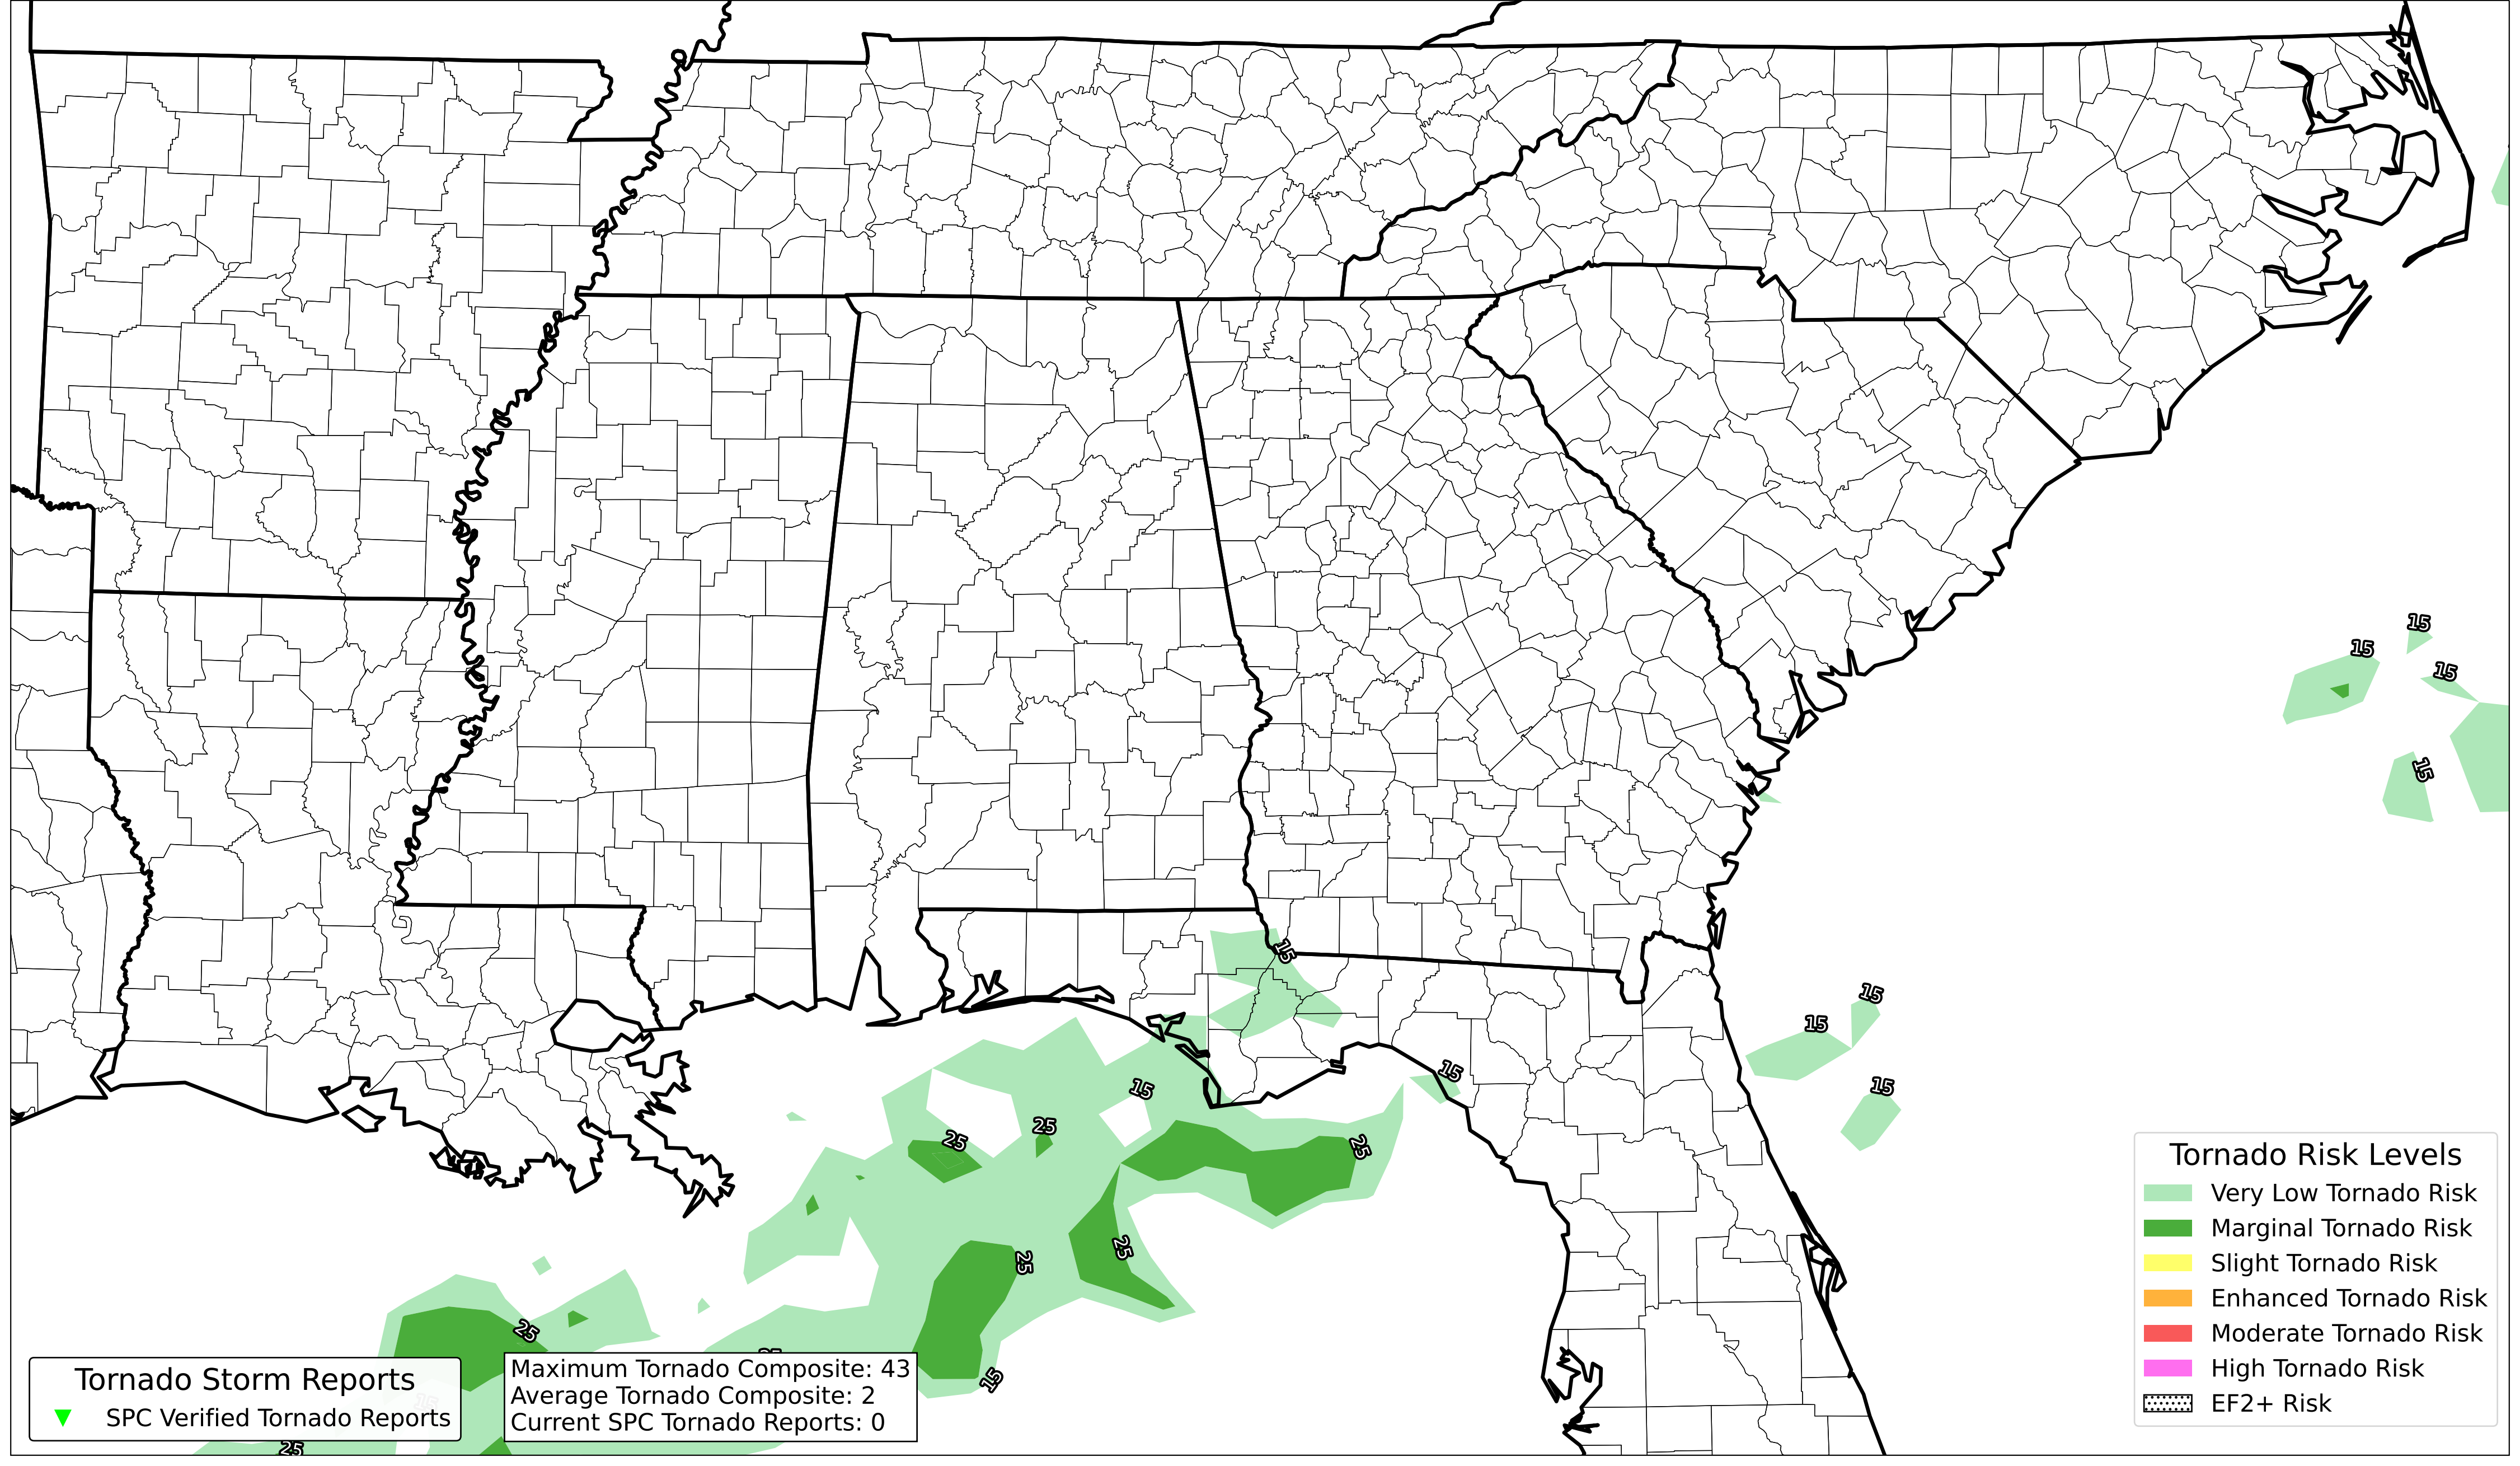 15
15
15
15
15
15
15
15
15
15
25
25
25
25
25
25
15
25
Tornado Risk Levels
Very Low Tornado Risk
Marginal Tornado Risk
Slight Tornado Risk
Enhanced Tornado Risk
Moderate Tornado Risk
High Tornado Risk
EF2+ Risk
Tornado Storm Reports
SPC Verified Tornado Reports
Maximum Tornado Composite: 43
Average Tornado Composite: 2
Current SPC Tornado Reports: 0